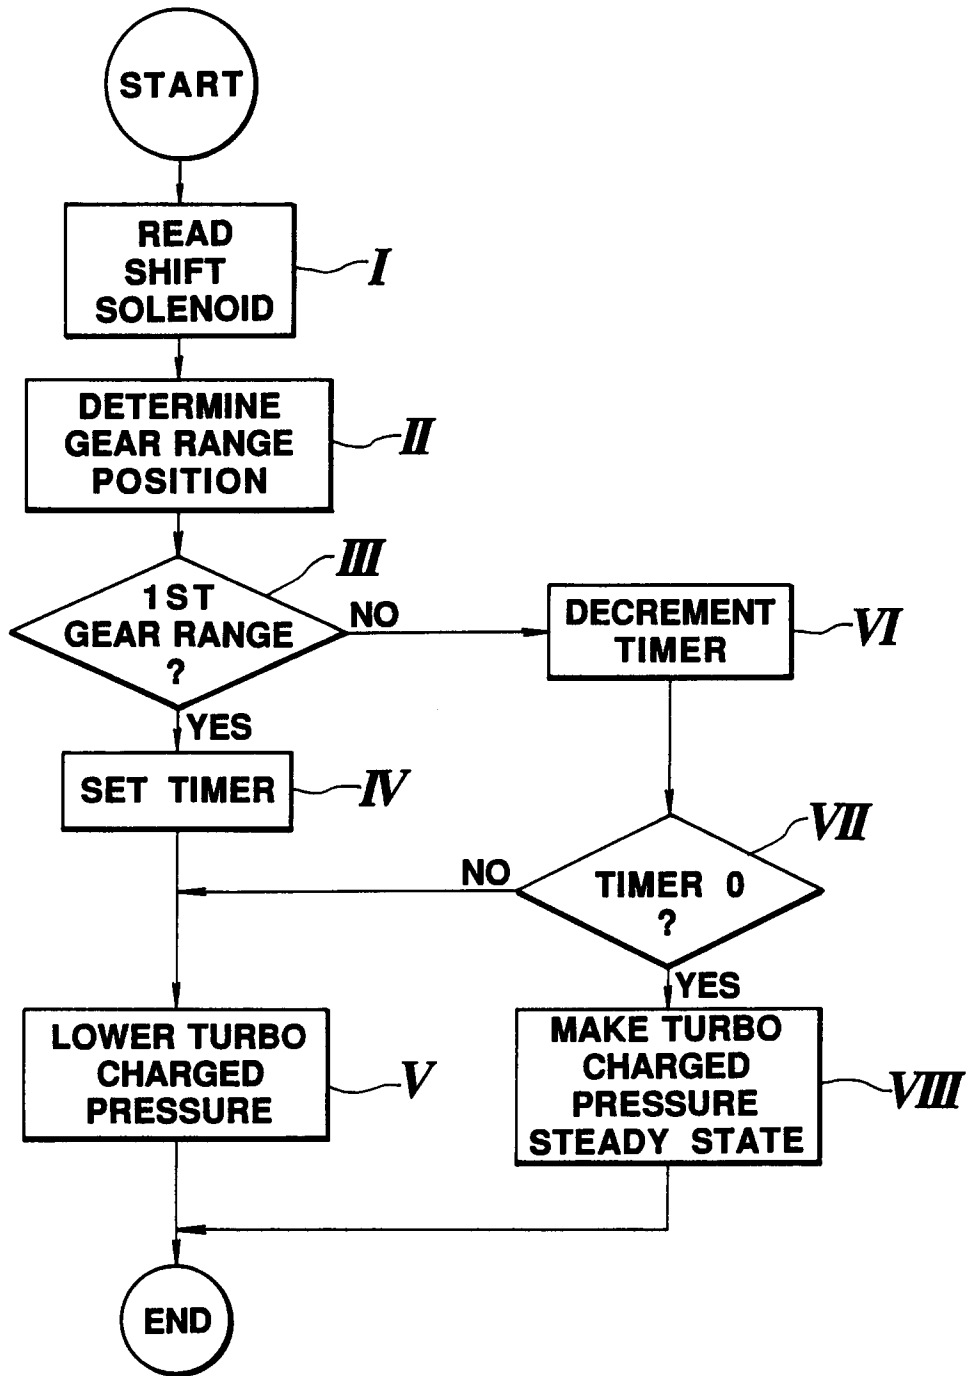 START
READ
SHIFT
SOLENOID
I
DETERMINE
GEAR RANGE
POSITION
II
III
1ST
GEAR RANGE
?
NO
YES
DECREMENT
TIMER
VI
SET TIMER
IV
VII
TIMER 0
?
NO
YES
LOWER TURBO
CHARGED
PRESSURE
V
MAKE TURBO
CHARGED
PRESSURE
STEADY STATE
VIII
END